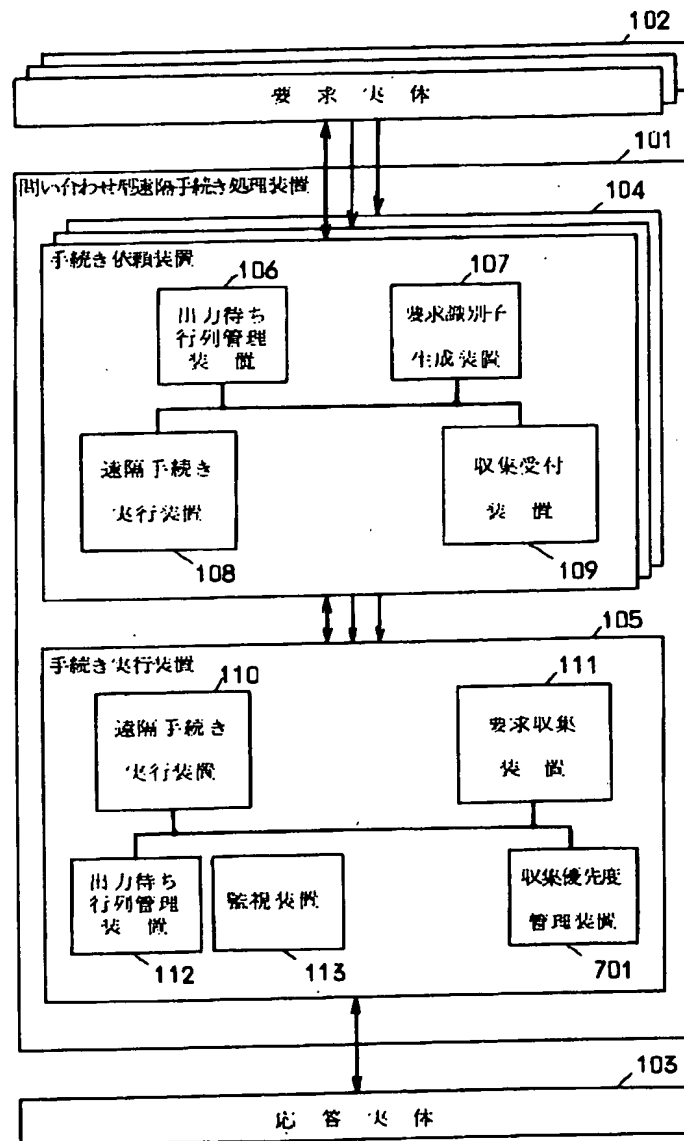 102
要求実体
101
問い合わせ型遠隔手続き処理装置
104
手続き依頼装置
106
107
出力待ち
行列管理
装置
要求識別子
生成装置
遠隔手続き
実行装置
収集受付
装置
108
109
105
手続き実行装置
110
111
遠隔手続き
実行装置
要求収集
装置
出力待ち
行列管理
装置
監視装置
収集優先度
管理装置
112
113
701
103
応答実体